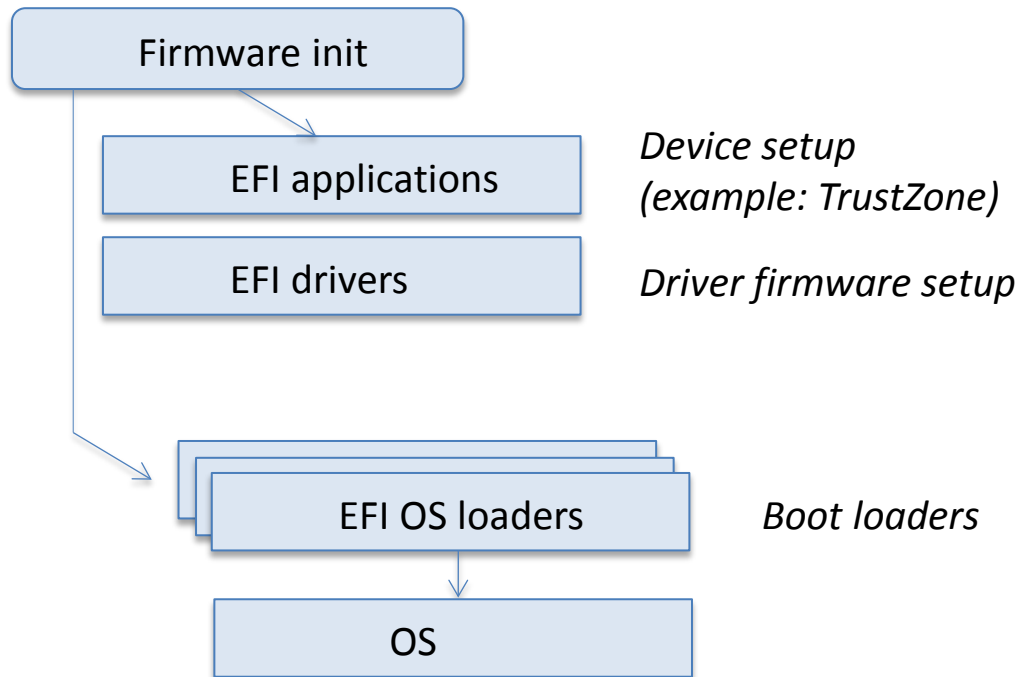 Firmware init
EFI applications
Device setup
(example: TrustZone)
EFI drivers
Driver firmware setup
EFI OS loaders
Boot loaders
OS